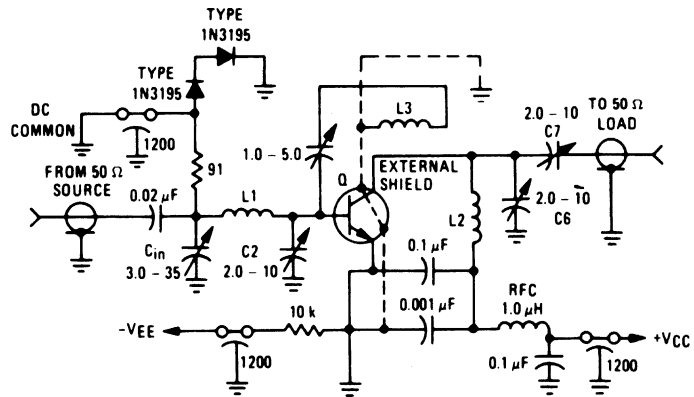 TYPE
1N3195
TYPE
1N3195
DC
COMMON
1200
91
1.0 – 5.0
L3
2.0 – 10
C7
TO 50 Ω
LOAD
FROM 50 Ω
SOURCE
0.02 µF
L1
Q
EXTERNAL
SHIELD
L2
2.0 – 10
C6
Cin
3.0 – 35
C2
2.0 – 10
0.1 µF
0.001 µF
RFC
1.0 µH
–VEE
10 k
1200
0.1 µF
+VCC
1200